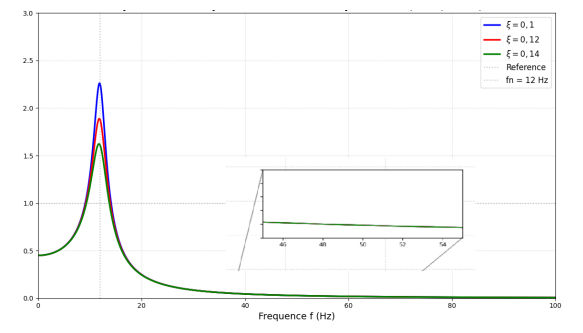 3.0
2.5
2.0
1.5
1.0
0.5
0.0
ξ = 0, 1
ξ = 0, 12
ξ = 0, 14
Reference
fn = 12 Hz
46 48 50 52 54
0 20 40 60 80 100
Frequence f (Hz)